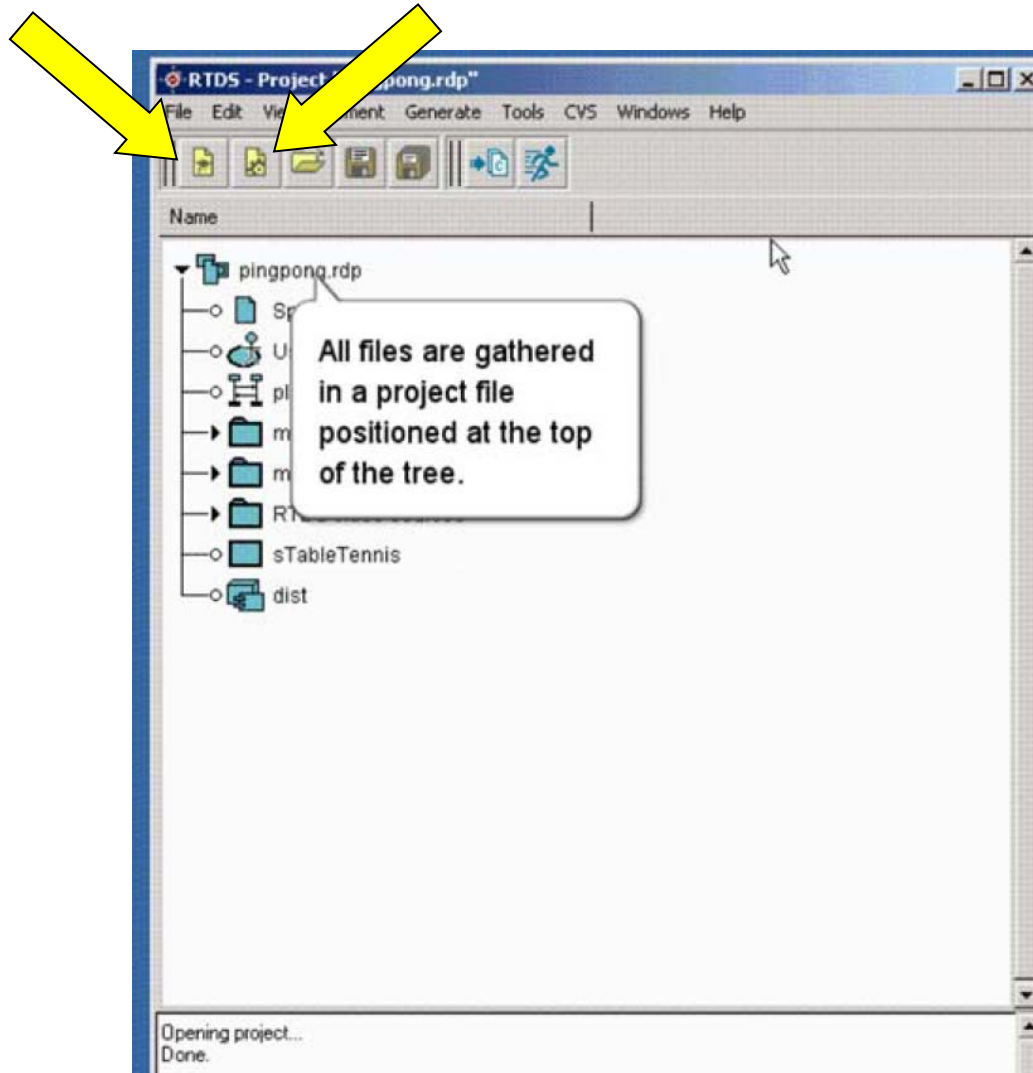 RTDS - Project pong.rdp"
File Edit ment Generate Tools CVS Windows Help
Name
pingpong.rdp
All files are gathered
in a project file
positioned at the top
of the tree.
sTableTennis
dist
Opening project...
Done.